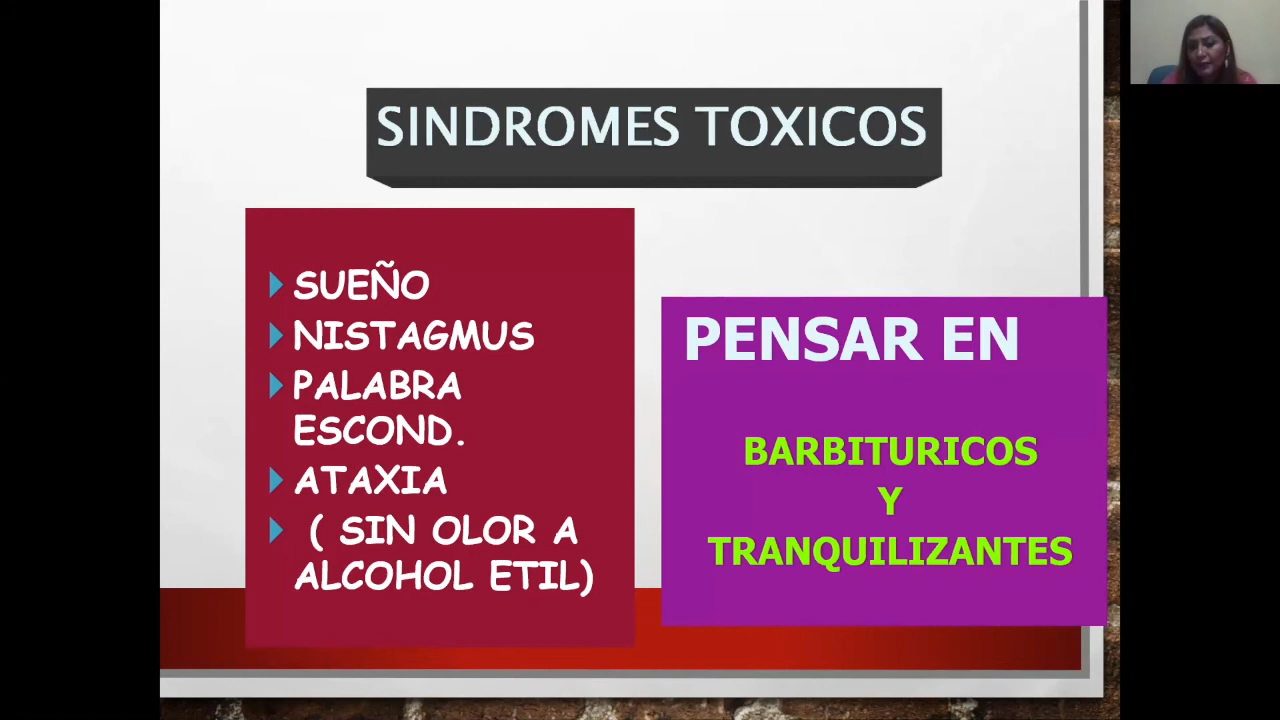 SINDROMES TOXICOS
SUEÑO
NISTAGMUS
PALABRA
ESCOND.
ATAXIA
( SIN OLOR A
ALCOHOL ETIL)
PENSAR EN
BARBITURICOS
Y
TRANQUILIZANTES